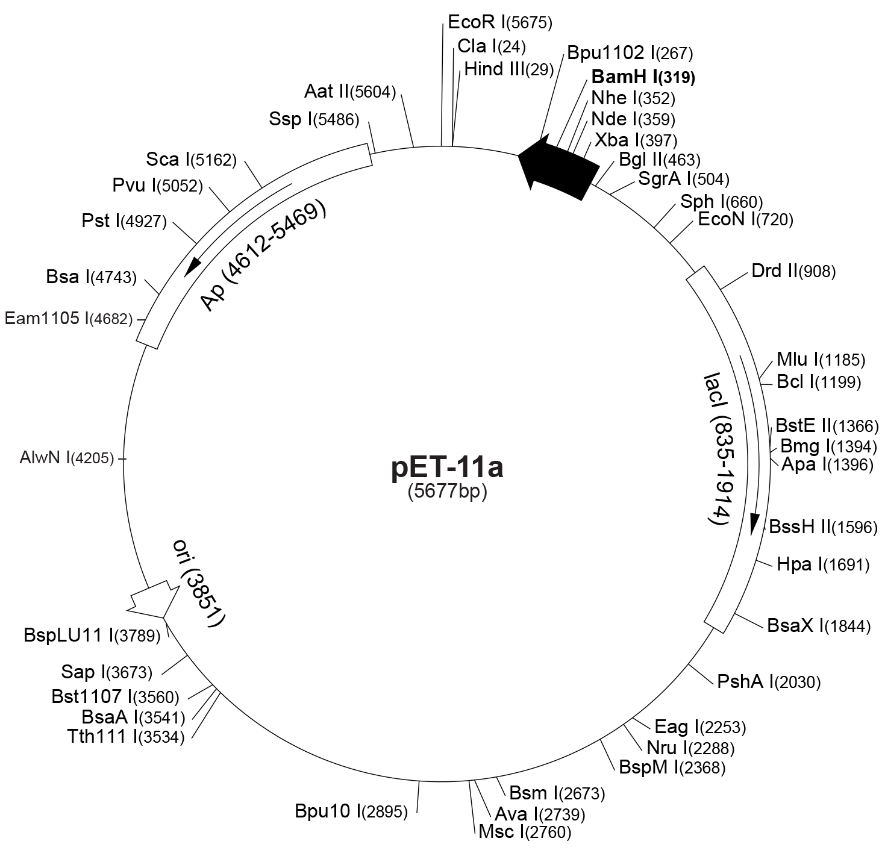 EcoR I(5675)
Cla I(24)
Hind III(29)
Bpu1102 I(267)
BamH I(319)
Nhe I(352)
Nde I(359)
Xba I(397)
Bgl II(463)
SgrA I(504)
Sph I(660)
EcoN I(720)
Drd II(908)
Mlu I(1185)
Bcl I(1199)
BstE II(1366)
Bmg I(1394)
Apa I(1396)
BssH II(1596)
Hpa I(1691)
BsaX I(1844)
PshA I(2030)
Eag I(2253)
Nru I(2288)
BspM I(2368)
Bsm I(2673)
Ava I(2739)
Msc I(2760)
Bpu10 I(2895)
Tth111 I(3534)
BsaA I(3541)
Bst1107 I(3560)
Sap I(3673)
BspLU11 I(3789)
AlwN I(4205)
Eam1105 I(4682)
Bsa I(4743)
Pst I(4927)
Pvu I(5052)
Sca I(5162)
Ssp I(5486)
Aat II(5604)
Ap (4612-5469)
lacI (835-1914)
ori (3851)
pET-11a
(5677bp)